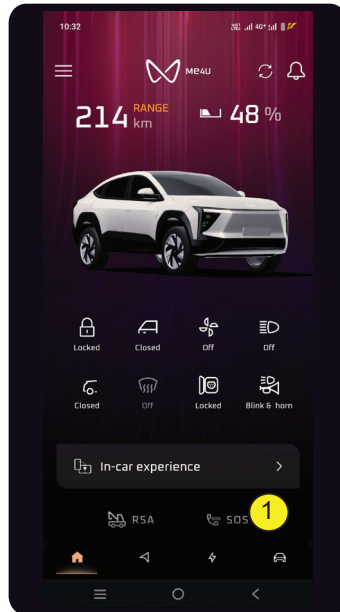 10:32
4G+
ME4U
214 RANGE km
48 %
Locked
Closed
Off
Off
Closed
Off
Locked
Blink & horn
In-car experience
RSA
SOS
1